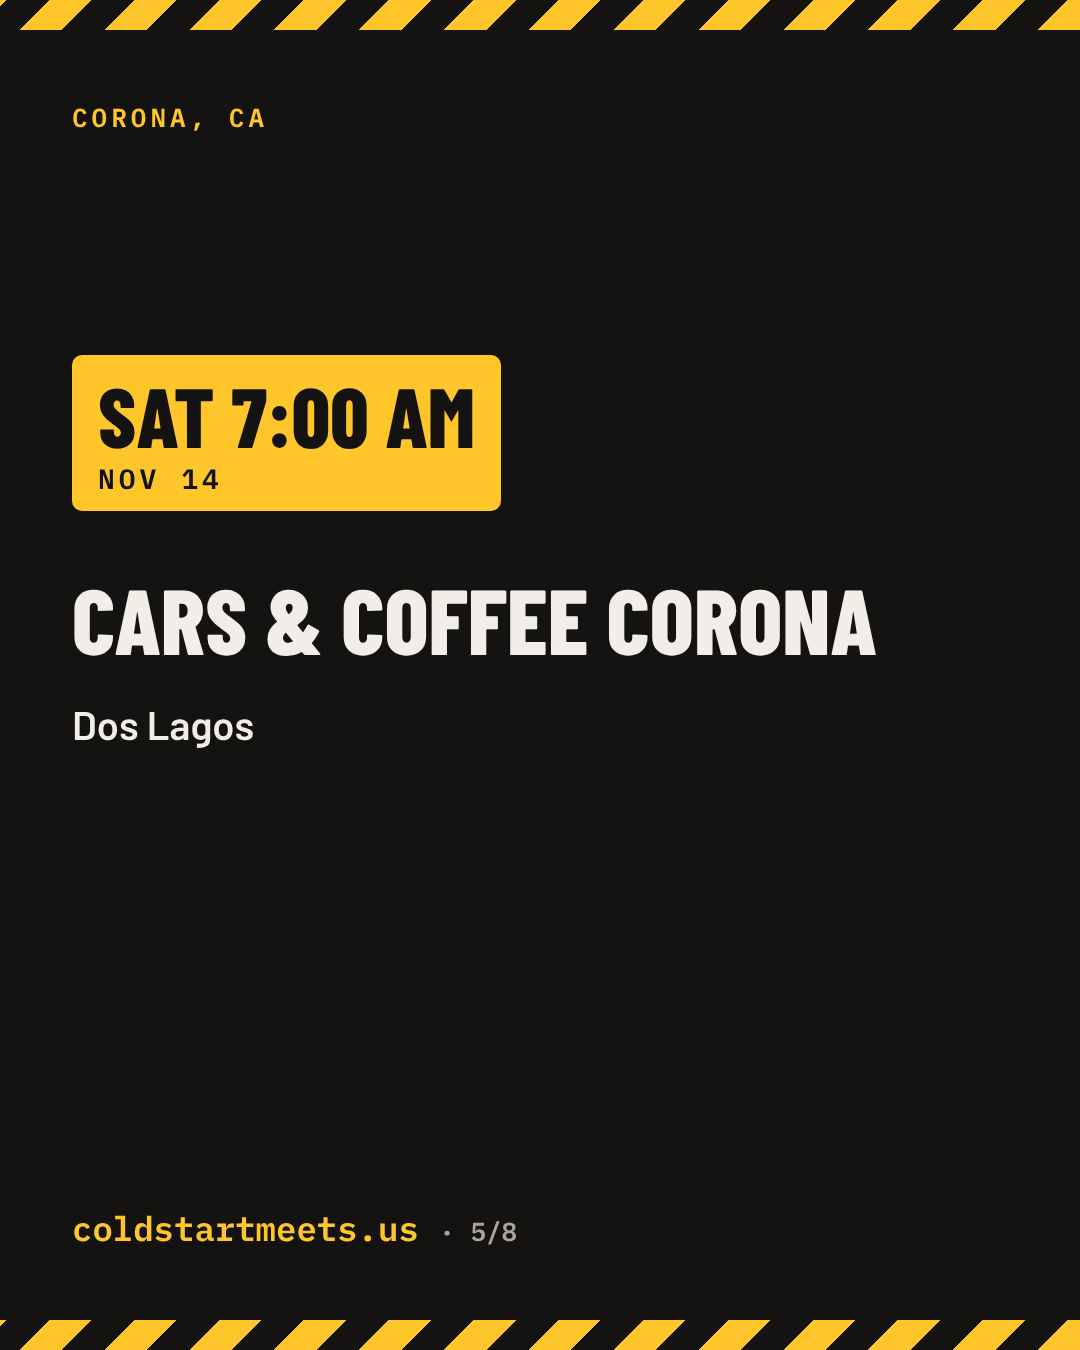 CORONA, CA
SAT 7:00 AM
NOV 14
CARS & COFFEE CORONA
Dos Lagos
coldstartmeets.us · 5/8